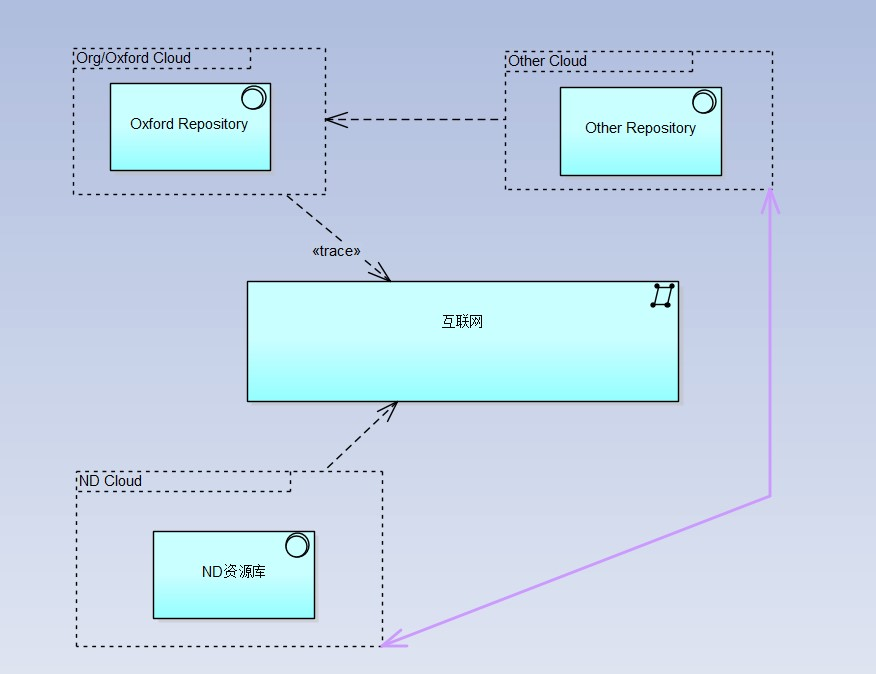 Org/Oxford Cloud
Oxford Repository
Other Cloud
Other Repository
«trace»
互联网
ND Cloud
ND资源库